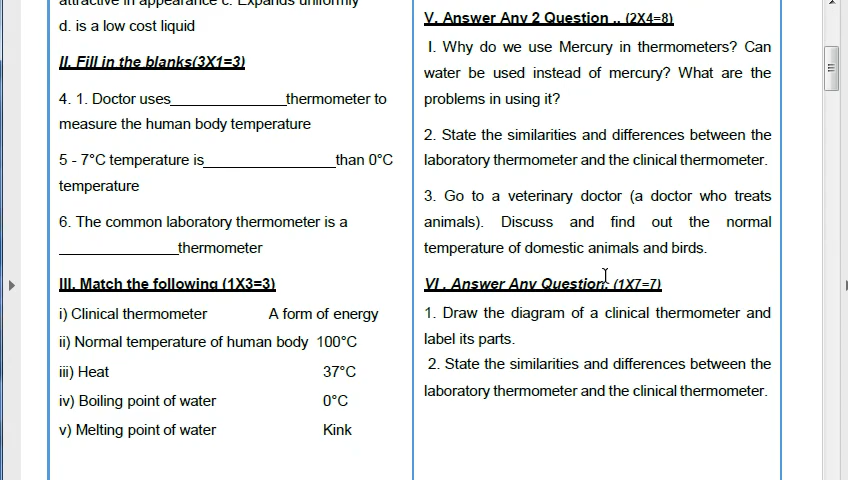 attractive in appearance c. Expands uniformly
d. is a low cost liquid
II. Fill in the blanks(3X1=3)
4. 1. Doctor uses_______________thermometer to
measure the human body temperature
5 - 7°C temperature is_________________than 0°C
temperature
6. The common laboratory thermometer is a
_______________thermometer
III. Match the following (1X3=3)
i) Clinical thermometer A form of energy
ii) Normal temperature of human body 100°C
iii) Heat 37°C
iv) Boiling point of water 0°C
v) Melting point of water Kink
V. Answer Any 2 Question .. (2X4=8)
I. Why do we use Mercury in thermometers? Can
water be used instead of mercury? What are the
problems in using it?
2. State the similarities and differences between the
laboratory thermometer and the clinical thermometer.
3. Go to a veterinary doctor (a doctor who treats
animals). Discuss and find out the normal
temperature of domestic animals and birds.
VI . Answer Any Question: (1X7=7)
1. Draw the diagram of a clinical thermometer and
label its parts.
2. State the similarities and differences between the
laboratory thermometer and the clinical thermometer.